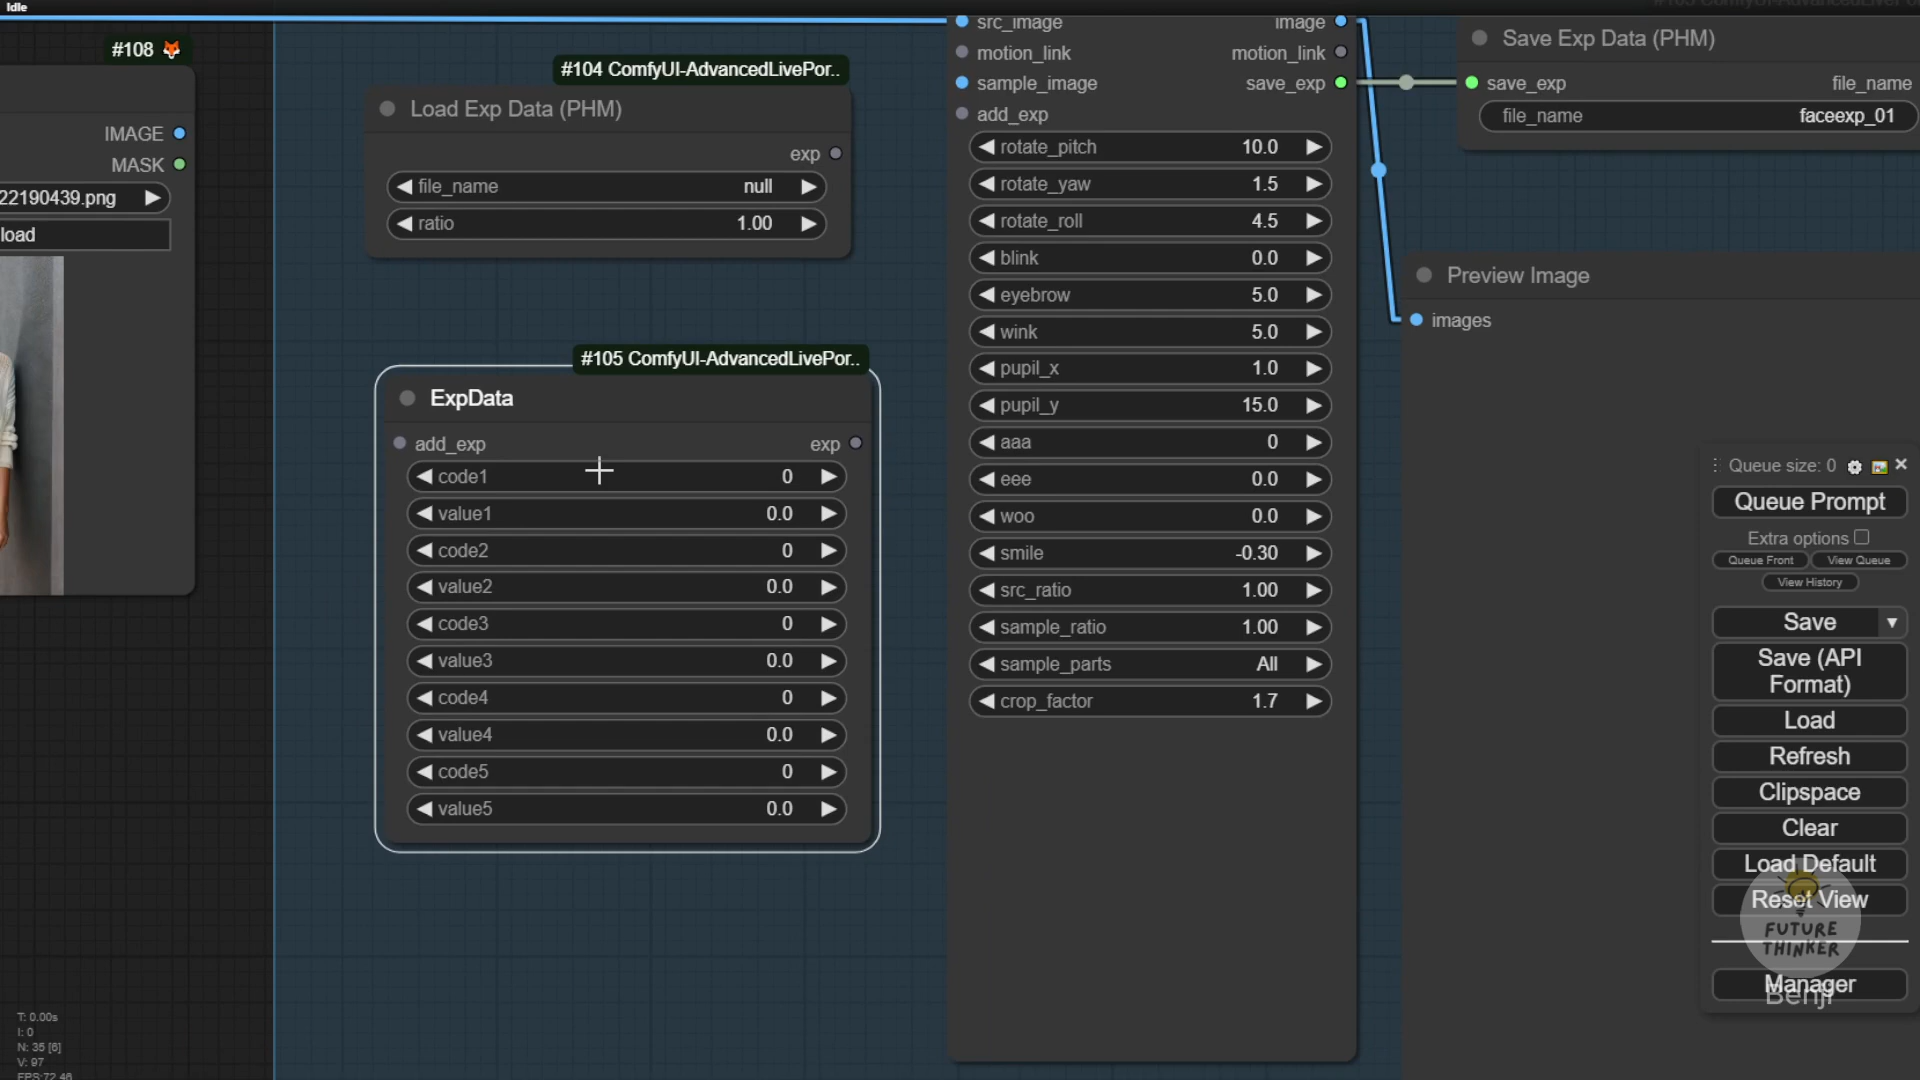 Idle
#108
IMAGE
MASK
22190439.png
load
#104 ComfyUI-AdvancedLivePor..
Load Exp Data (PHM)
exp
file_name null
ratio 1.00
#105 ComfyUI-AdvancedLivePor..
ExpData
add_exp exp
code1 0
value1 0.0
code2 0
value2 0.0
code3 0
value3 0.0
code4 0
value4 0.0
code5 0
value5 0.0
src_image image
motion_link motion_link
sample_image save_exp
add_exp
rotate_pitch 10.0
rotate_yaw 1.5
rotate_roll 4.5
blink 0.0
eyebrow 5.0
wink 5.0
pupil_x 1.0
pupil_y 15.0
aaa 0
eee 0.0
woo 0.0
smile -0.30
src_ratio 1.00
sample_ratio 1.00
sample_parts All
crop_factor 1.7
Save Exp Data (PHM)
save_exp file_name
file_name faceexp_01
Preview Image
images
Queue size: 0
Queue Prompt
Extra options
Queue Front View Queue
View History
Save
Save (API
Format)
Load
Refresh
Clipspace
Clear
Load Default
Reset View
FUTURE
THINKER
Manager
Benji
T: 0.00s
I: 0
N: 35 [6]
V: 97
FPS:72.46